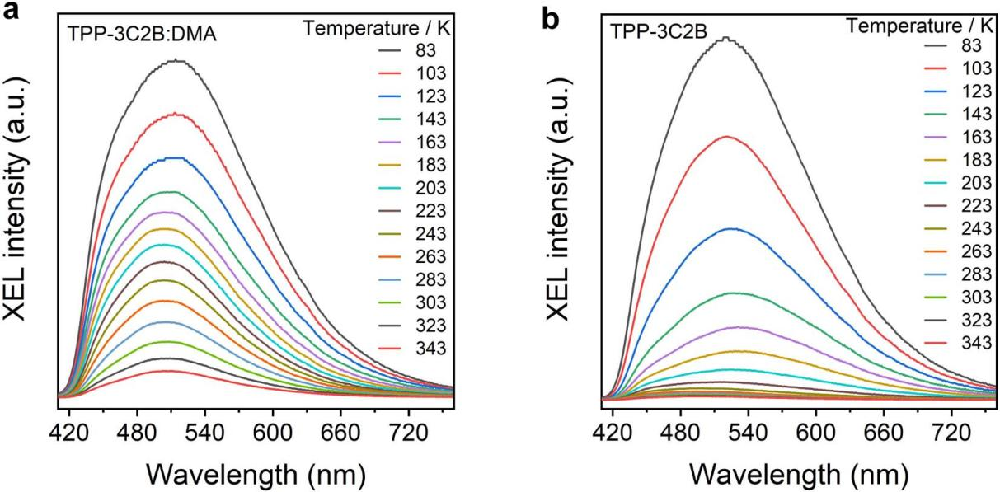 a
TPP-3C2B:DMA
Temperature / K
83
103
123
143
163
183
203
223
243
263
283
303
323
343
XEL intensity (a.u.)
420 480 540 600 660 720
Wavelength (nm)
b
TPP-3C2B
Temperature / K
83
103
123
143
163
183
203
223
243
263
283
303
323
343
XEL intensity (a.u.)
420 480 540 600 660 720
Wavelength (nm)